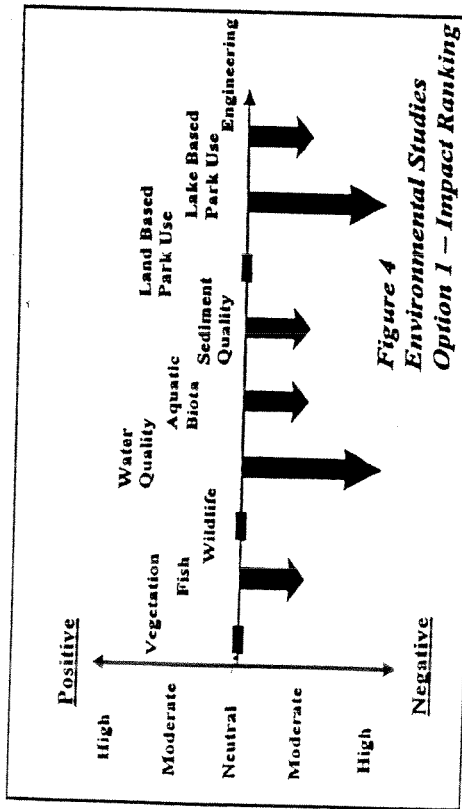 Positive
High
Moderate
Neutral
Moderate
High
Negative
Vegetation
Fish
Wildlife
Water
Quality
Aquatic
Biota
Sediment
Quality
Land Based
Park Use
Lake Based
Park Use
Engineering
Figure 4
Environmental Studies
Option 1 – Impact Ranking